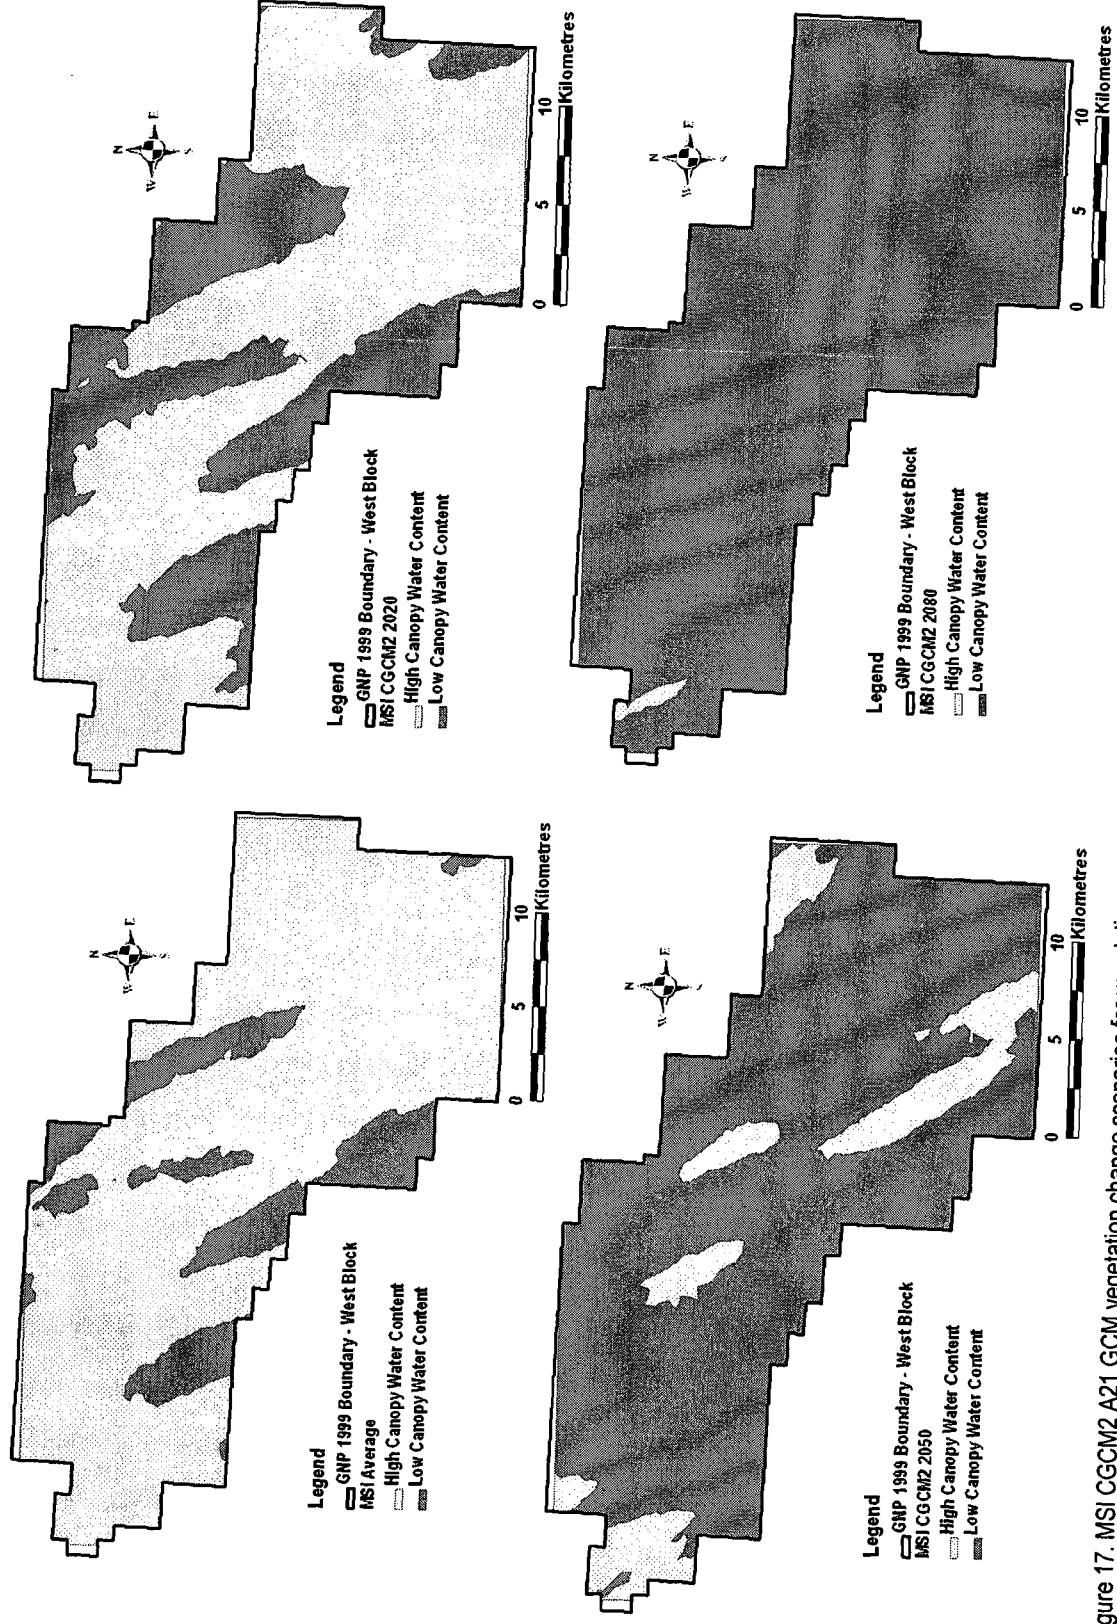 N
W E
S
Legend
GNP 1999 Boundary - West Block
MSI Average
High Canopy Water Content
Low Canopy Water Content
0 5 10
Kilometres
N
W E
S
Legend
GNP 1999 Boundary - West Block
MSI CGCM2 2020
High Canopy Water Content
Low Canopy Water Content
0 5 10
Kilometres
N
W E
S
Legend
GNP 1999 Boundary - West Block
MSI CGCM2 2050
High Canopy Water Content
Low Canopy Water Content
0 5 10
Kilometres
N
W E
S
Legend
GNP 1999 Boundary - West Block
MSI CGCM2 2080
High Canopy Water Content
Low Canopy Water Content
0 5 10
Kilometres
gure 17. MSI CGCM2 A21 GCM vegetation change scenarios for